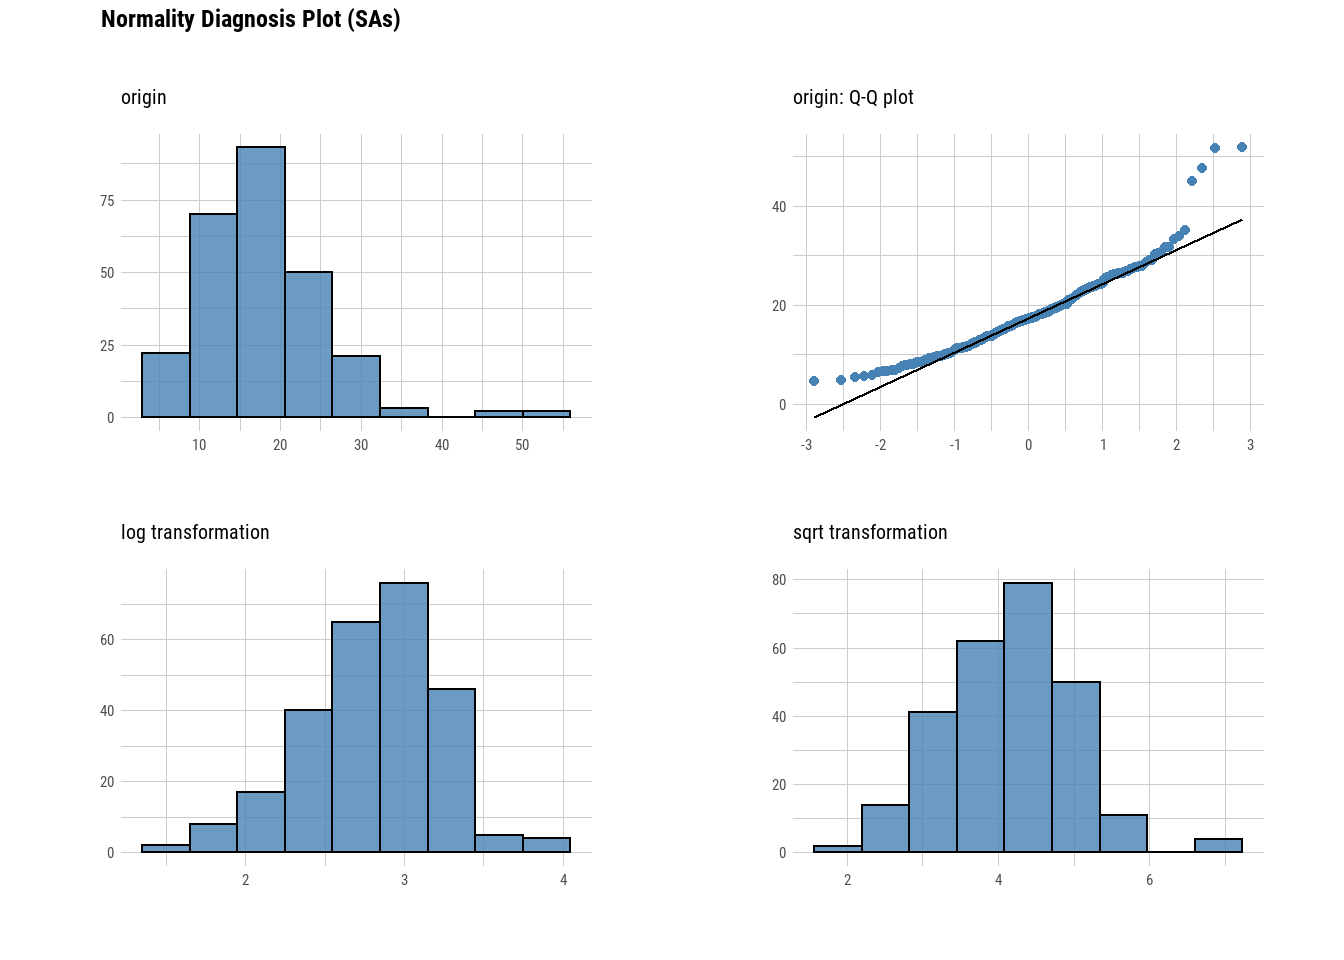 Normality Diagnosis Plot (SAs)
origin
75
50
25
0
10 20 30 40 50
origin: Q-Q plot
40
20
0
-3 -2 -1 0 1 2 3
log transformation
60
40
20
0
2 3 4
sqrt transformation
80
60
40
20
0
2 4 6